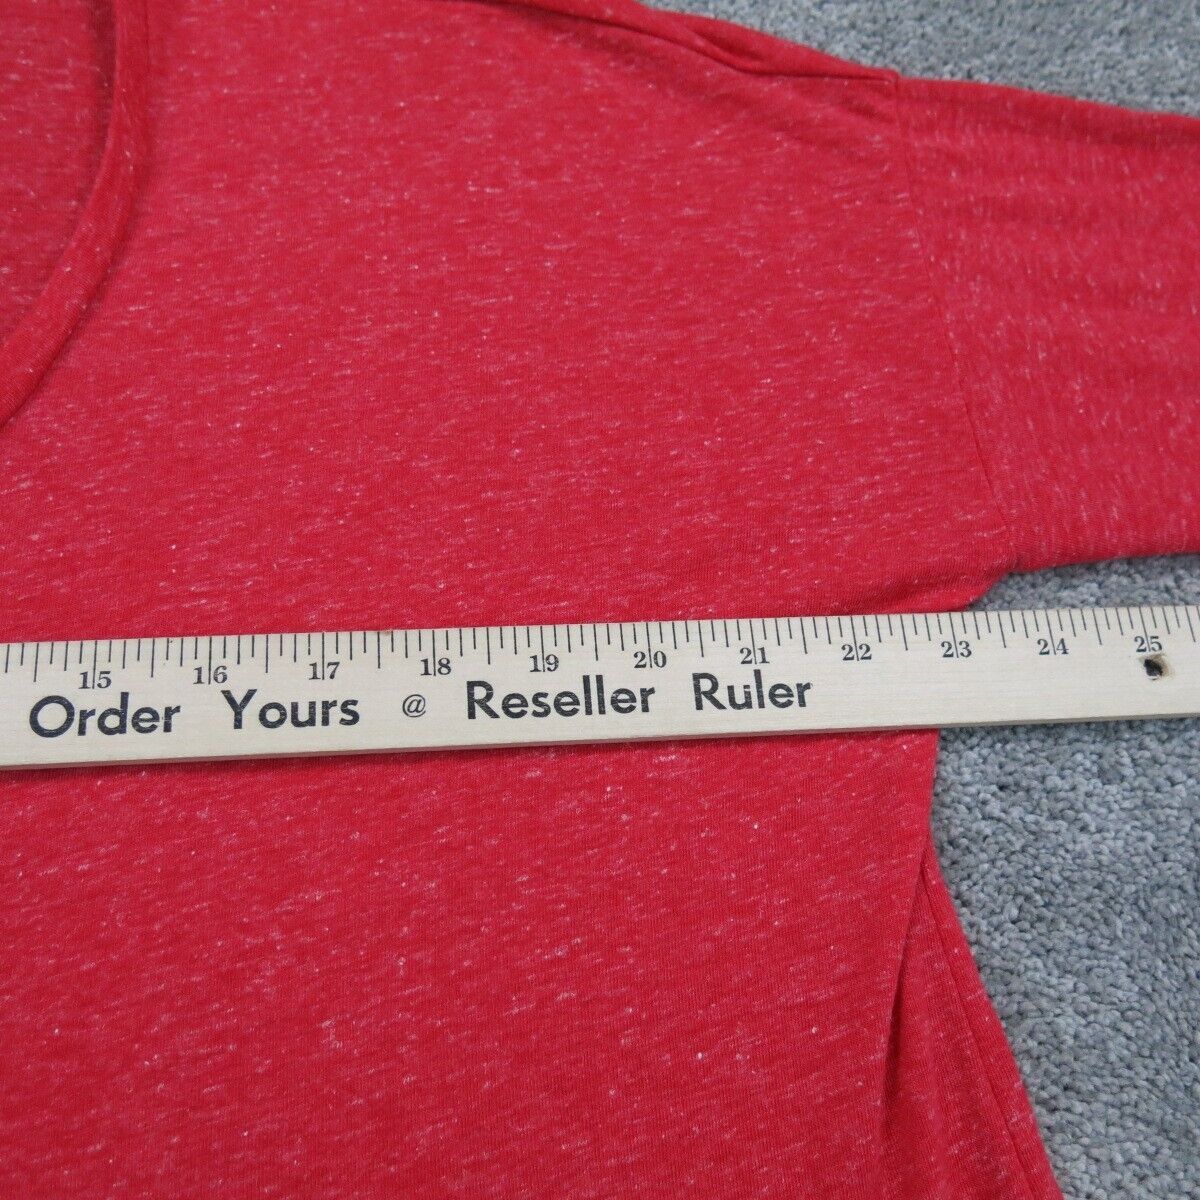 15 16 17 18 19 20 21 22 23 24 25
Order Yours @ Reseller Ruler